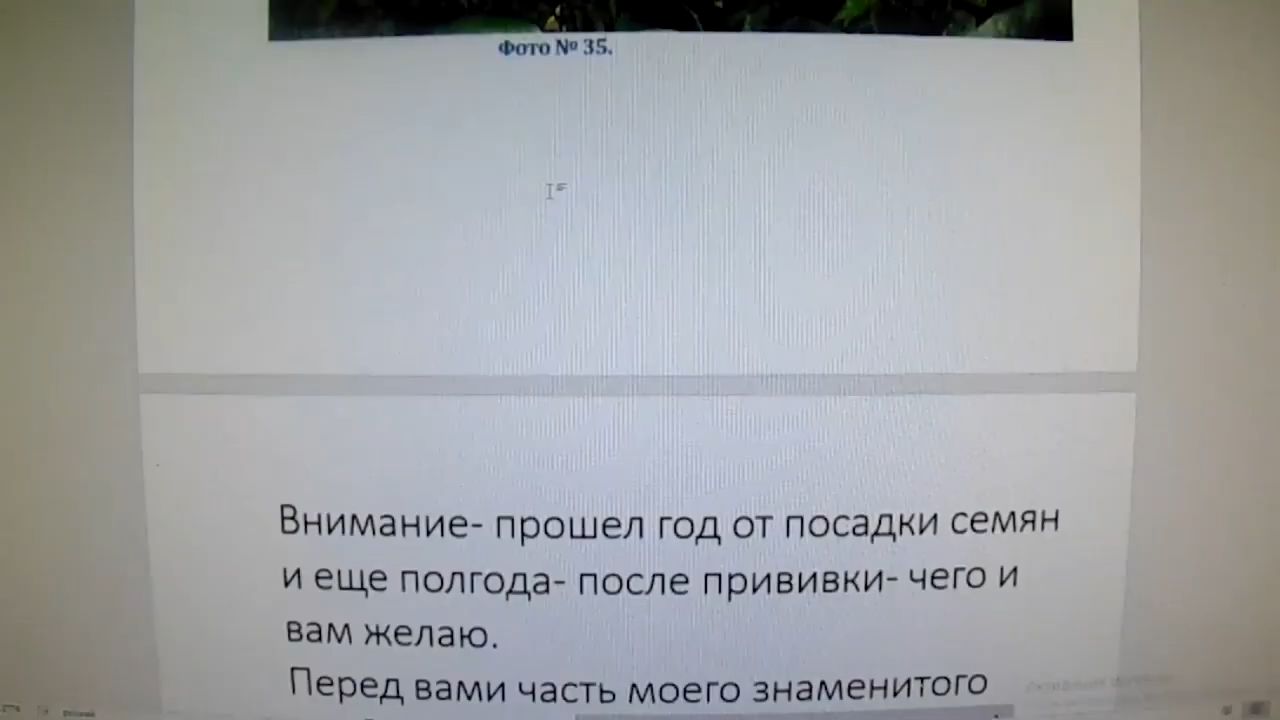 Фото № 35.
Внимание- прошел год от посадки семян
и еще полгода- после прививки- чего и
вам желаю.
Перед вами часть моего знаменитого